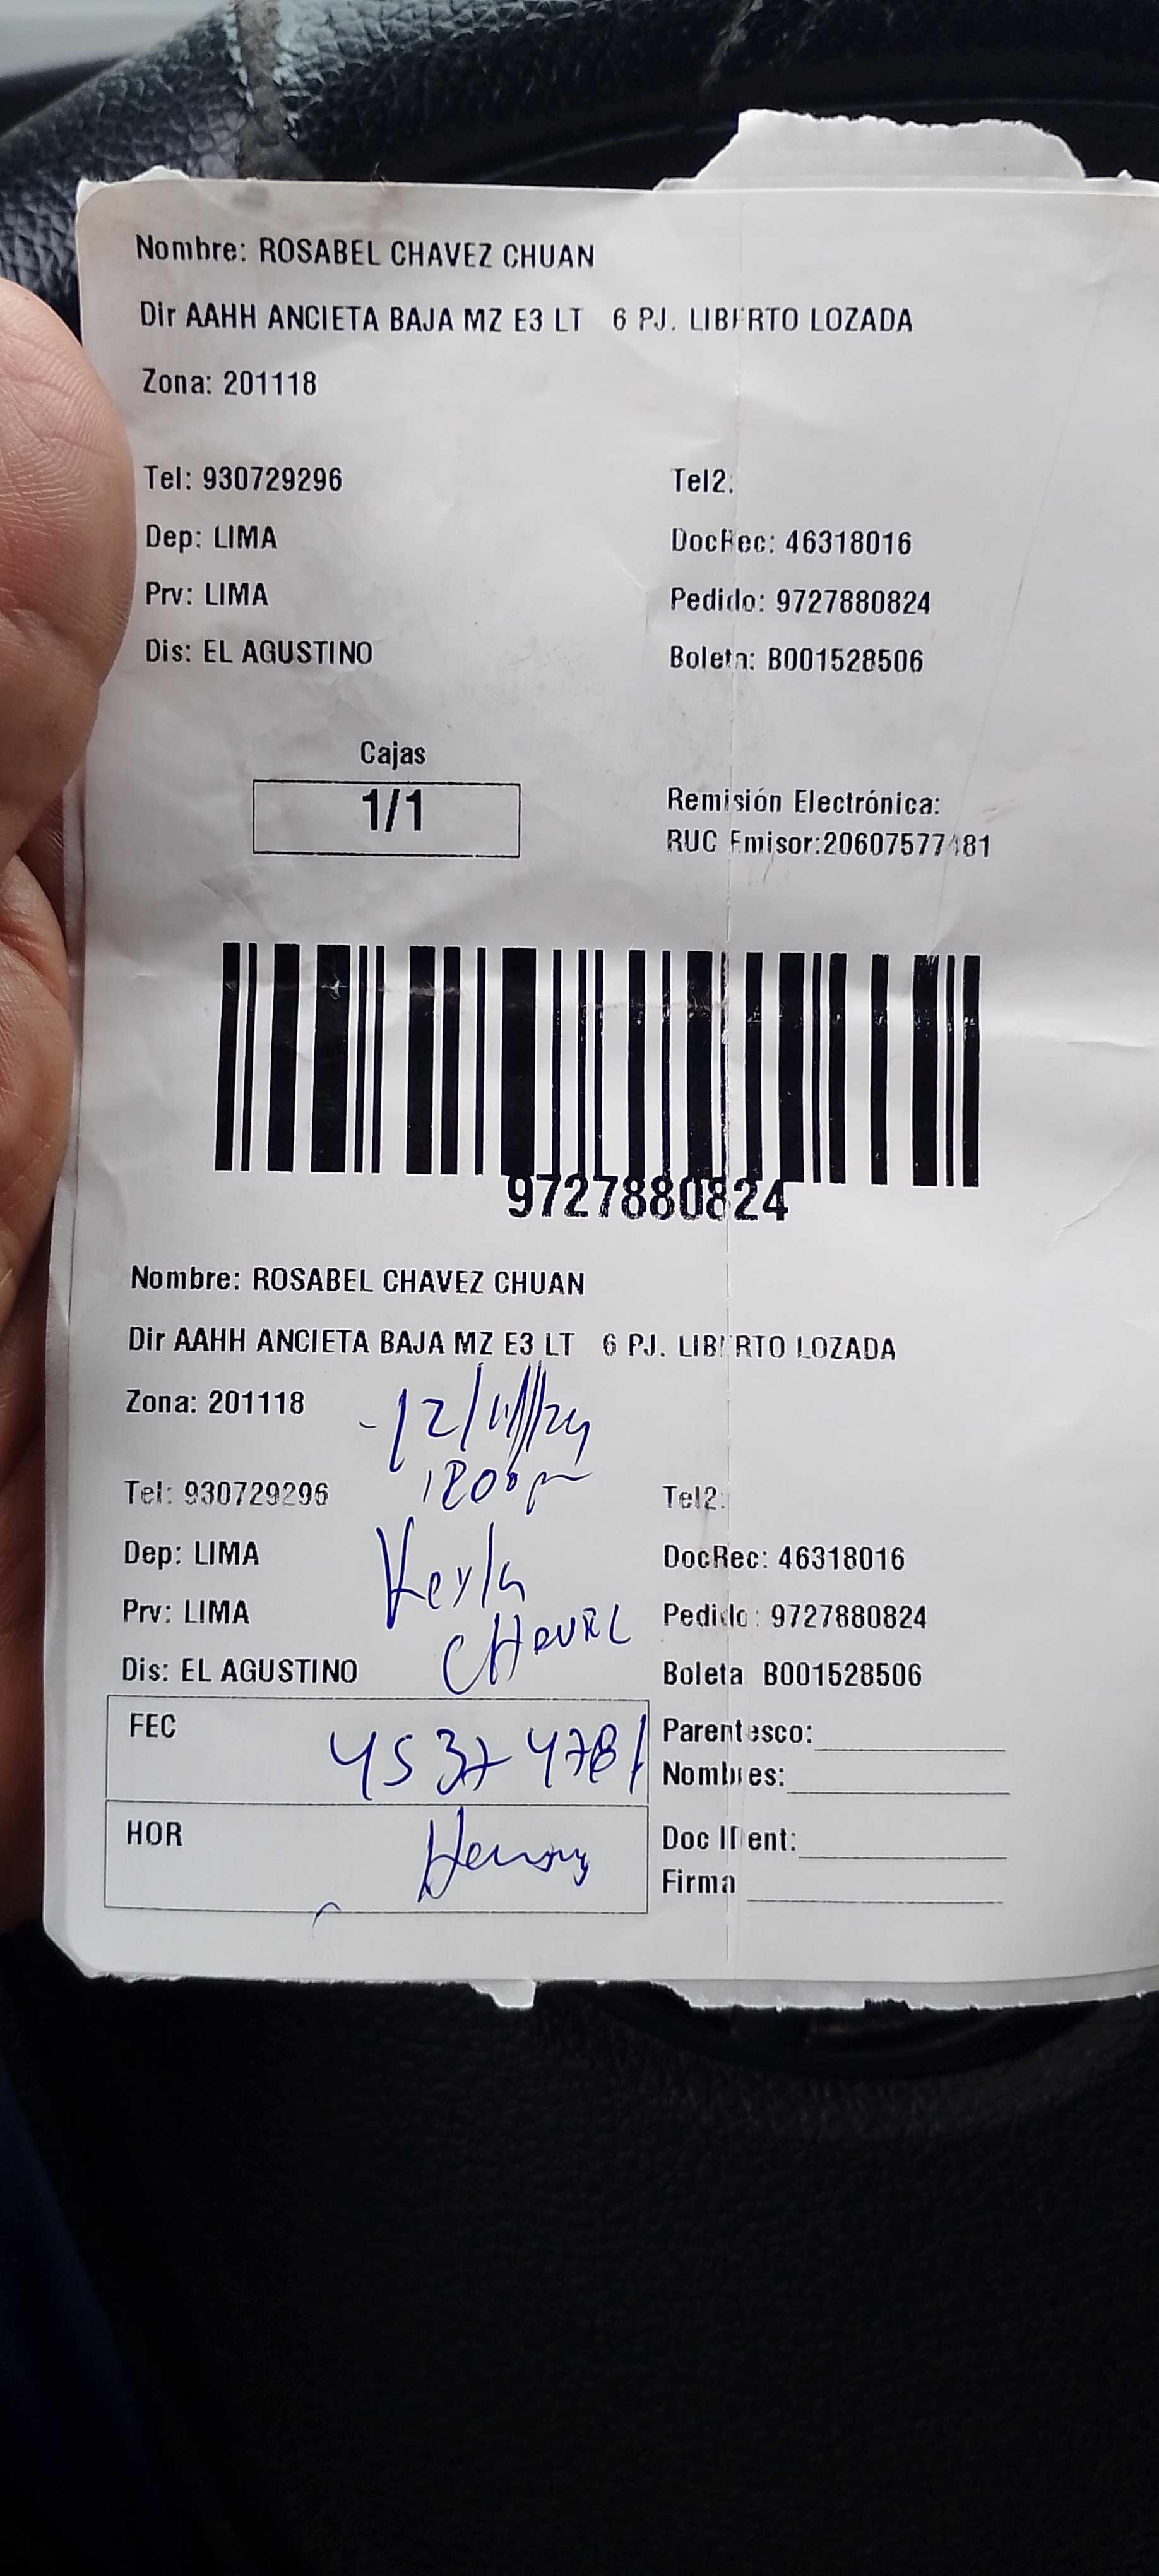 Nombre: ROSABEL CHAVEZ CHUAN
Dir AAHH ANCIETA BAJA MZ E3 LT 6 PJ. LIBERTO LOZADA
Zona: 201118
Tel: 930729296 Tel2:
Dep: LIMA DocRec: 46318016
Prv: LIMA Pedido: 9727880824
Dis: EL AGUSTINO Boleta: B001528506
Cajas
1/1
Remisión Electrónica:
RUC Emisor:
9727880824
Nombre: ROSABEL CHAVEZ CHUAN
Dir AAHH ANCIETA BAJA MZ E3 LT 6 PJ. LIBERTO LOZADA
Zona: 201118
Tel: 930729296 Tel2:
Dep: LIMA Keyla DocRec: 46318016
Prv: LIMA Pedido: 9727880824
Dis: EL AGUSTINO Boleta B001528506
FEC 45374781 Parentesco:
Nombres:
HOR Doc Ident:
Firma